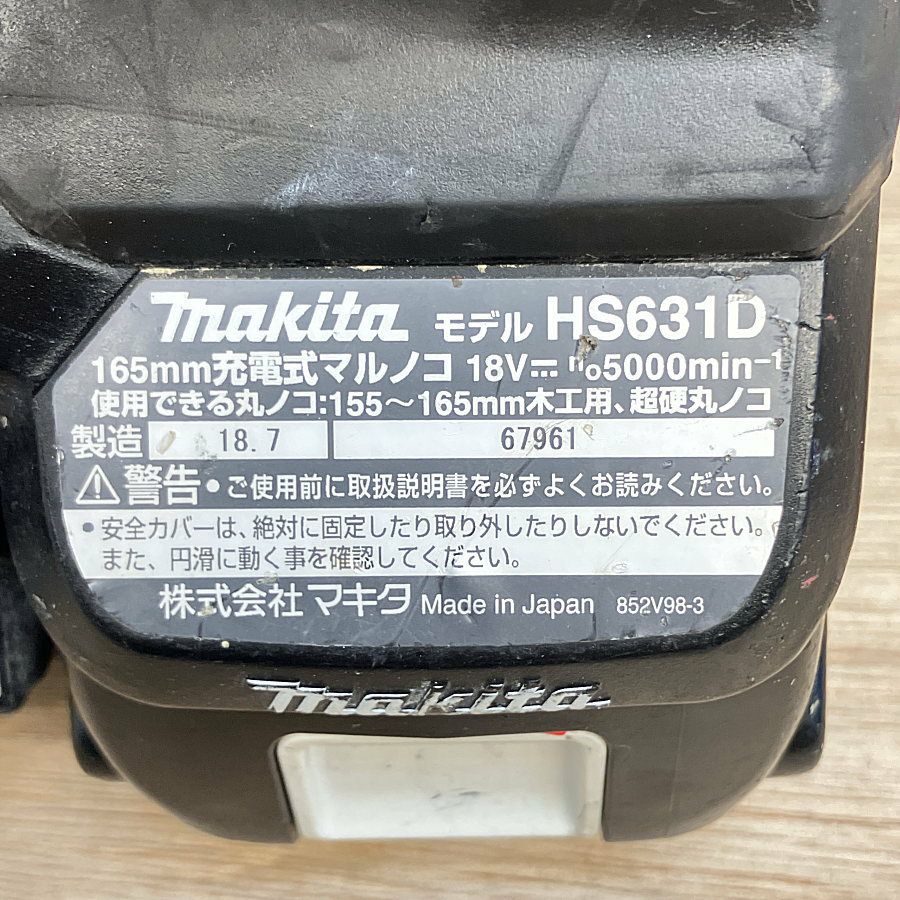 makita モデル HS631D
165mm充電式マルノコ 18V⎓ n₀5000min⁻¹
使用できる丸ノコ:155～165mm木工用、超硬丸ノコ
製造 18.7 67961
⚠警告 •ご使用前に取扱説明書を必ずよくお読みください。
•安全カバーは、絶対に固定したり取り外したりしないでください。
また、円滑に動く事を確認してください。
株式会社マキタ Made in Japan 852V98-3
makita